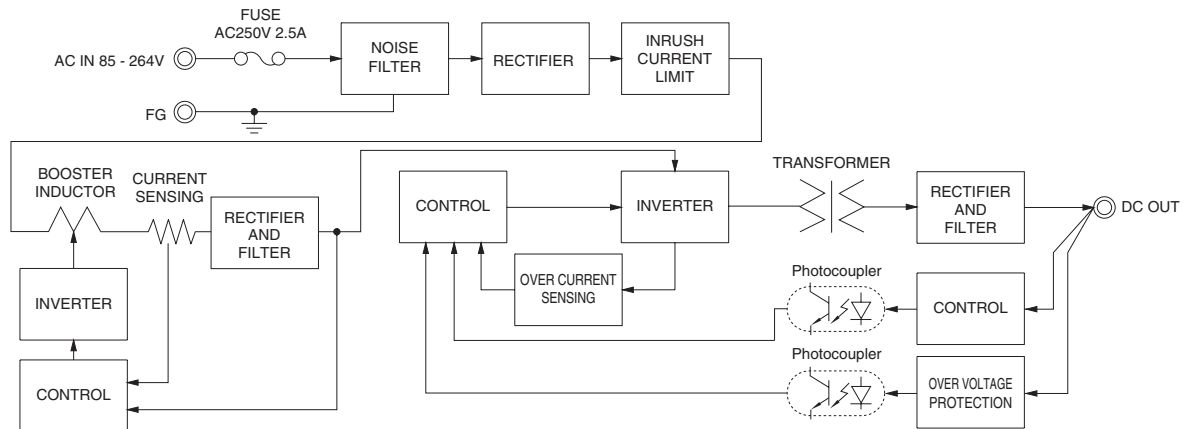 FUSE
AC250V 2.5A
AC IN 85 - 264V
NOISE
FILTER
RECTIFIER
INRUSH
CURRENT
LIMIT
FG
BOOSTER
INDUCTOR
CURRENT
SENSING
RECTIFIER
AND
FILTER
CONTROL
INVERTER
TRANSFORMER
RECTIFIER
AND
FILTER
DC OUT
OVER CURRENT
SENSING
INVERTER
CONTROL
Photocoupler
CONTROL
Photocoupler
OVER VOLTAGE
PROTECTION